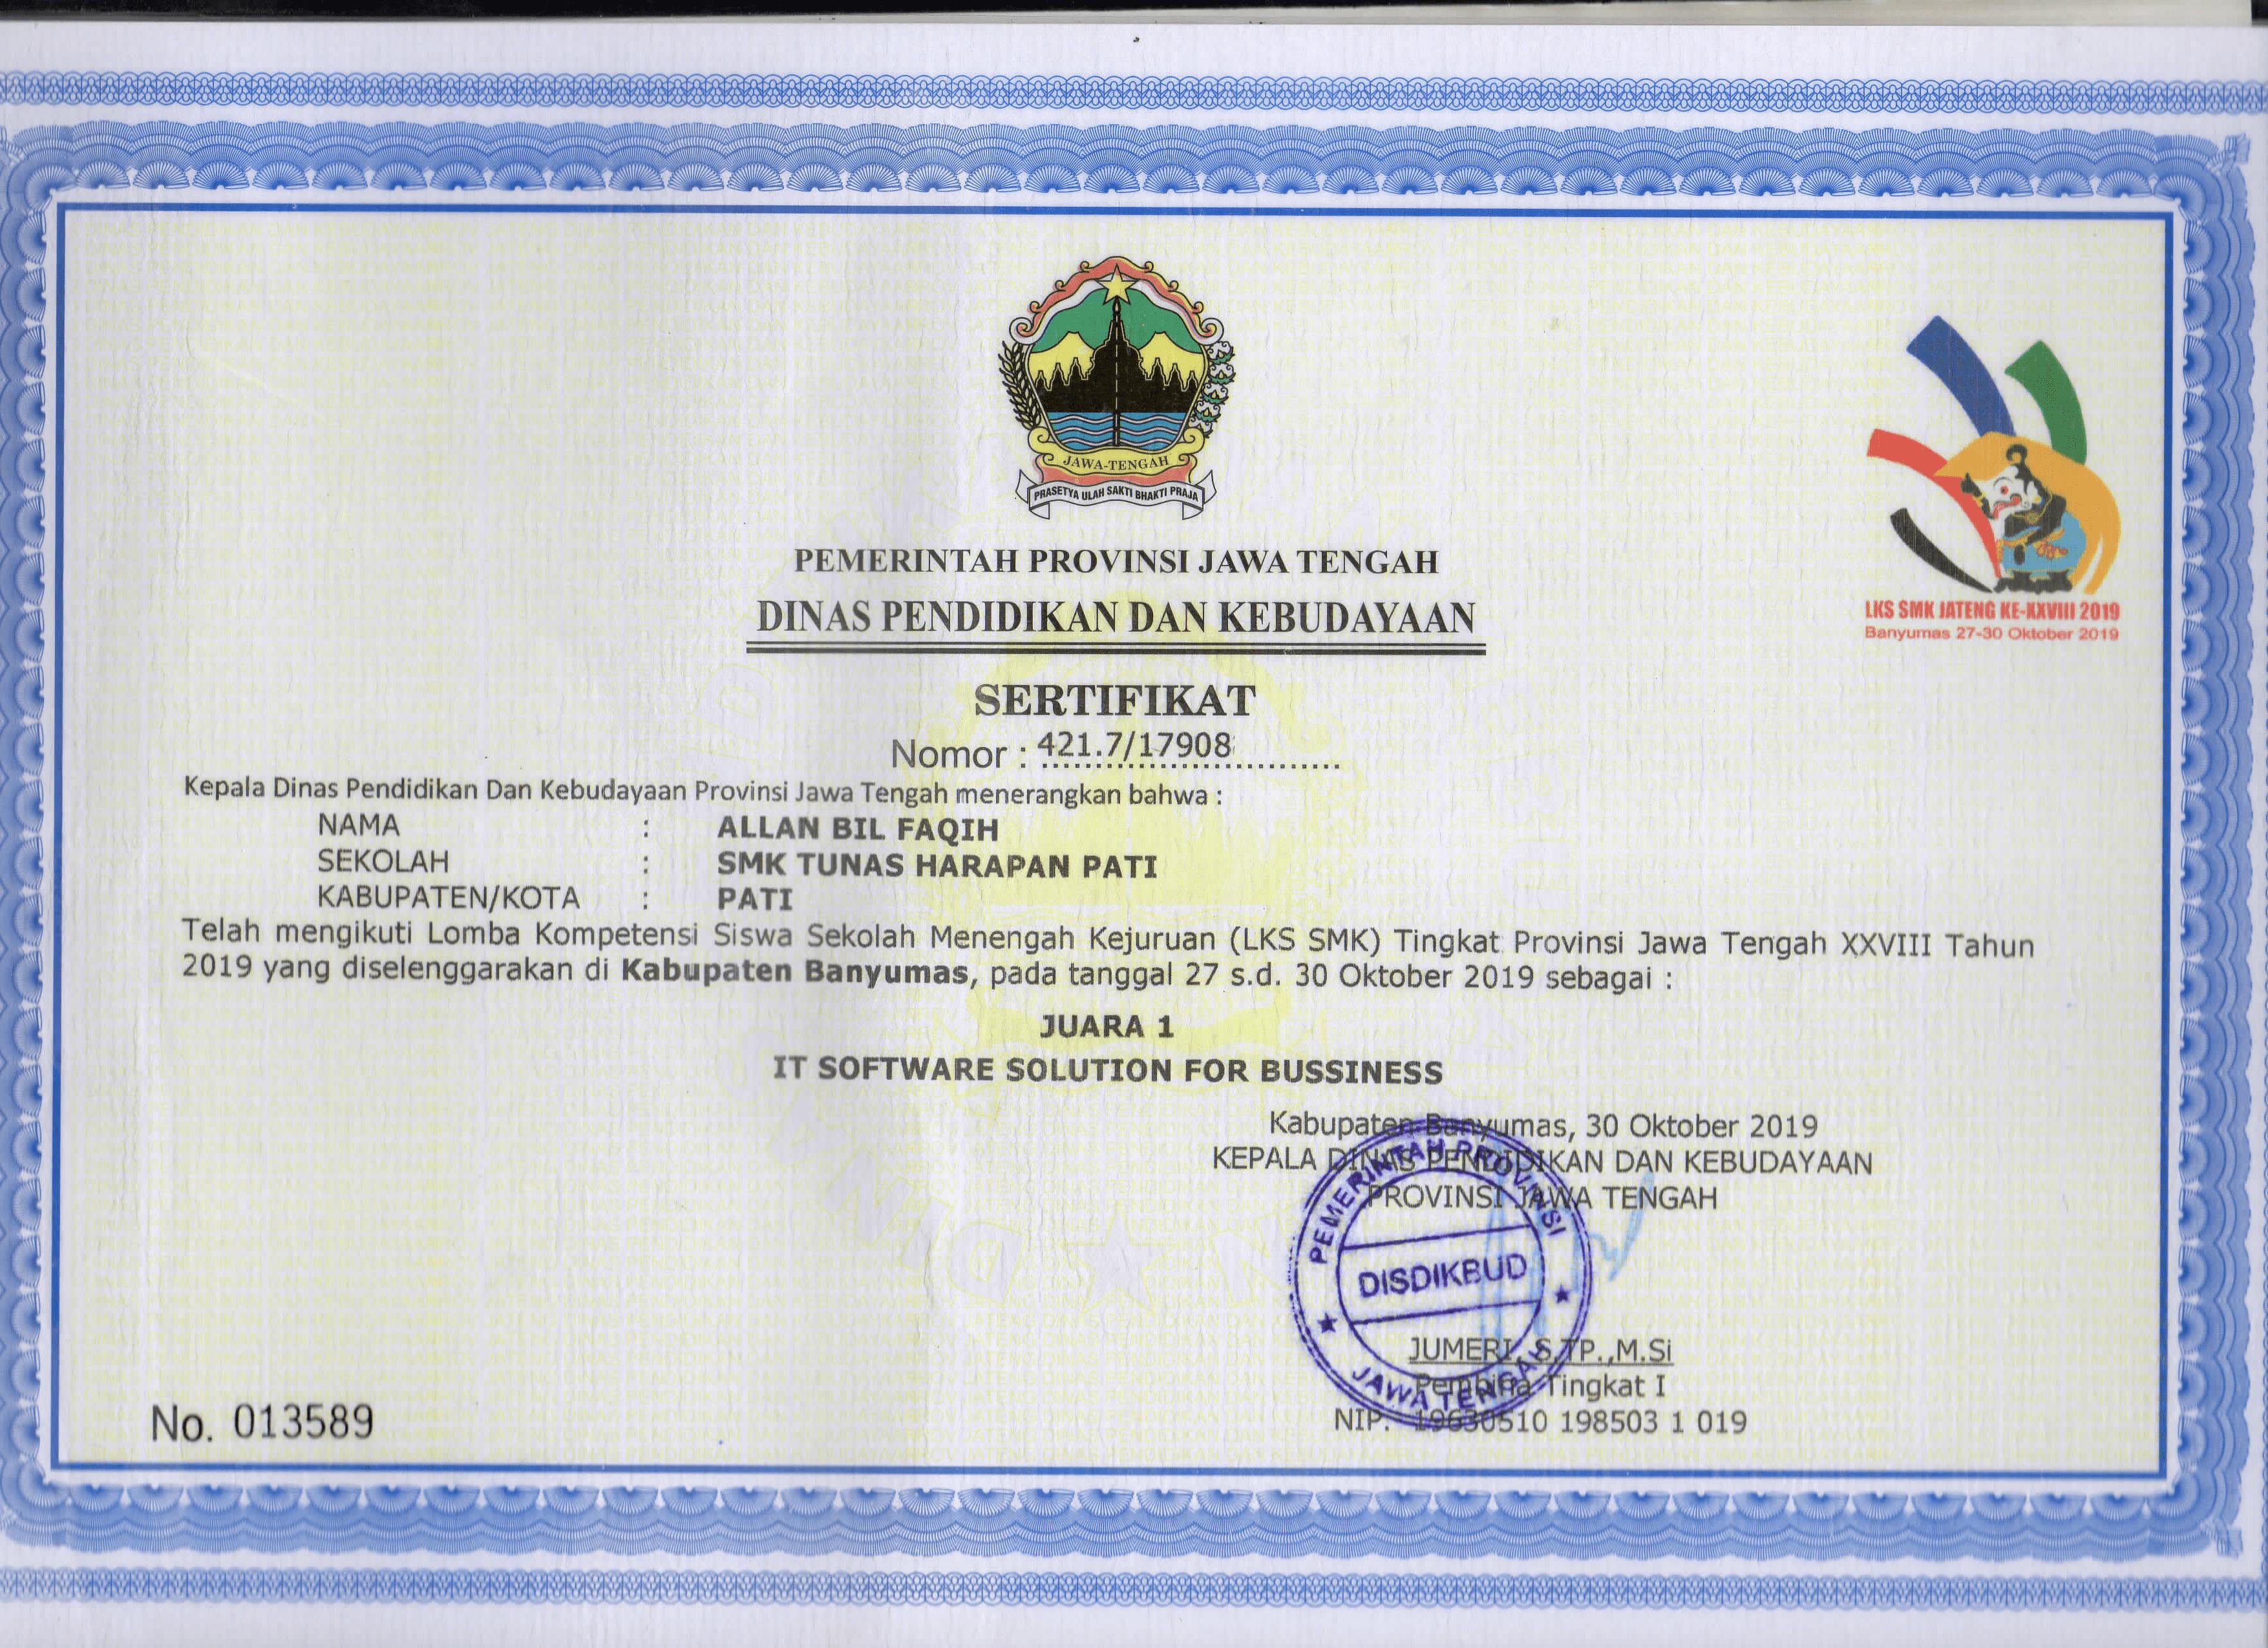 JAWA-TENGAH
PRASETYA ULAH SAKTI BHAKTI PRAJA
PEMERINTAH PROVINSI JAWA TENGAH
DINAS PENDIDIKAN DAN KEBUDAYAAN
LKS SMK JATENG KE-XXVIII 2019
Banyumas 27-30 Oktober 2019
SERTIFIKAT
Nomor : 421.7/17908
Kepala Dinas Pendidikan Dan Kebudayaan Provinsi Jawa Tengah menerangkan bahwa :
NAMA : ALLAN BIL FAQIH
SEKOLAH : SMK TUNAS HARAPAN PATI
KABUPATEN/KOTA : PATI
Telah mengikuti Lomba Kompetensi Siswa Sekolah Menengah Kejuruan (LKS SMK) Tingkat Provinsi Jawa Tengah XXVIII Tahun
2019 yang diselenggarakan di Kabupaten Banyumas, pada tanggal 27 s.d. 30 Oktober 2019 sebagai :
JUARA 1
IT SOFTWARE SOLUTION FOR BUSSINESS
Kabupaten Banyumas, 30 Oktober 2019
KEPALA DINAS PENDIDIKAN DAN KEBUDAYAAN
PROVINSI JAWA TENGAH
PEMERINTAH PROVINSI
DISDIKBUD
JAWA TENGAH
JUMERI, S.TP.,M.Si
Pembina Tingkat I
NIP. 19630510 198503 1 019
No. 013589